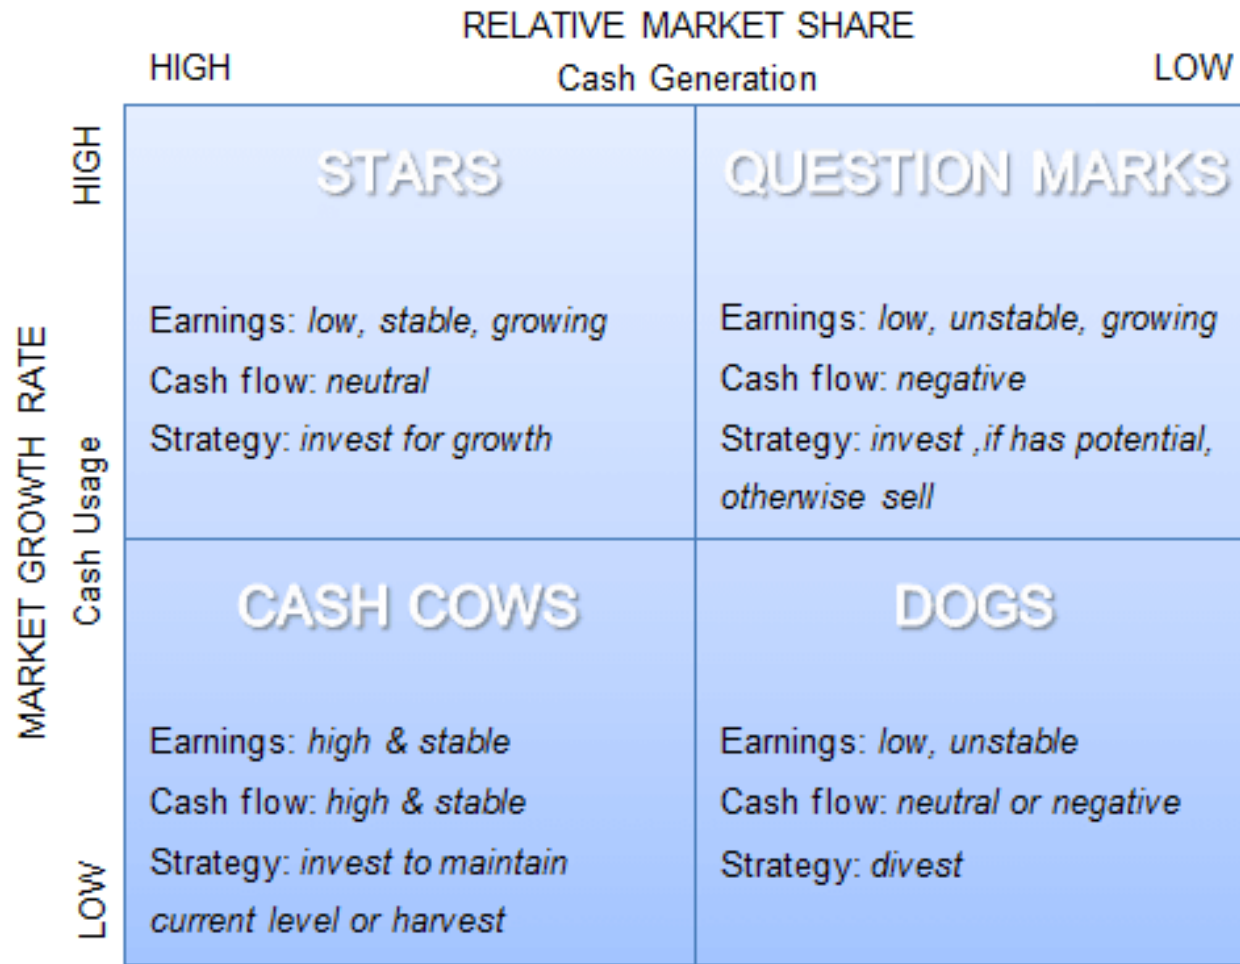 RELATIVE MARKET SHARE
HIGH
Cash Generation
LOW
MARKET GROWTH RATE
Cash Usage
HIGH
LOW
STARS
Earnings: low, stable, growing
Cash flow: neutral
Strategy: invest for growth
QUESTION MARKS
Earnings: low, unstable, growing
Cash flow: negative
Strategy: invest ,if has potential,
otherwise sell
CASH COWS
Earnings: high & stable
Cash flow: high & stable
Strategy: invest to maintain
current level or harvest
DOGS
Earnings: low, unstable
Cash flow: neutral or negative
Strategy: divest